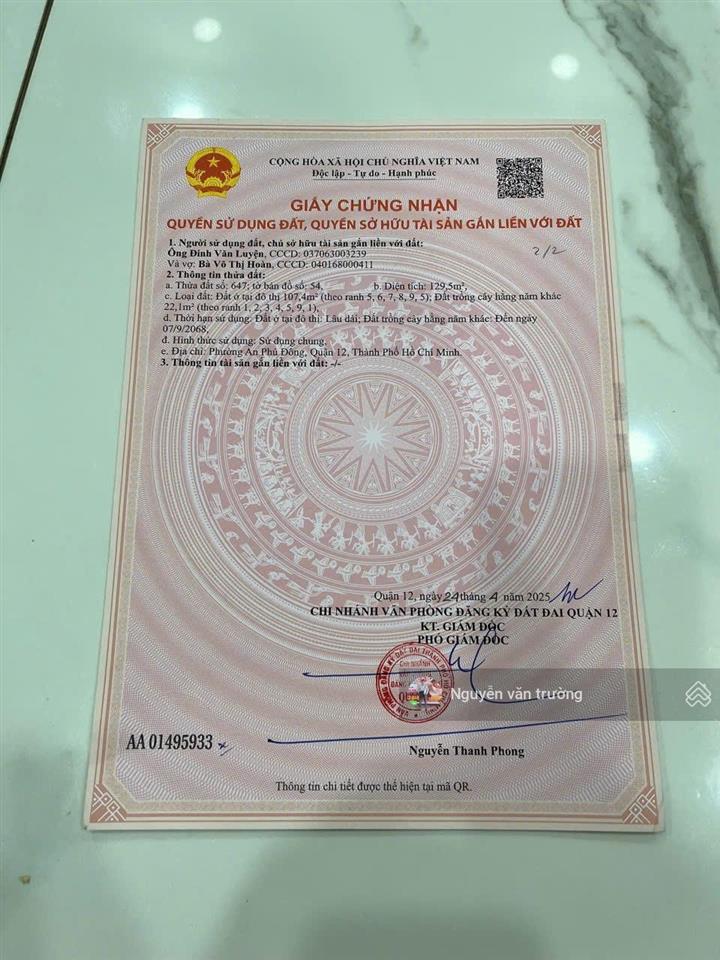 CỘNG HÒA XÃ HỘI CHỦ NGHĨA VIỆT NAM
Độc lập - Tự do - Hạnh phúc
GIẤY CHỨNG NHẬN
QUYỀN SỬ DỤNG ĐẤT, QUYỀN SỞ HỮU TÀI SẢN GẮN LIỀN VỚI ĐẤT
1. Người sử dụng đất, chủ sở hữu tài sản gắn liền với đất:
2/2
Ông Đinh Văn Luyện, CCCD: 037063003239
Và vợ: Bà Võ Thị Hoàn, CCCD: 040168000411
2. Thông tin thửa đất:
a. Thửa đất số: 647; tờ bản đồ số: 54, b. Diện tích: 129,5m²,
c. Loại đất: Đất ở tại đô thị 107,4m² (theo ranh 5, 6, 7, 8, 9, 5); Đất trồng cây hằng năm khác
22,1m² (theo ranh 1, 2, 3, 4, 5, 9, 1),
d. Thời hạn sử dụng: Đất ở tại đô thị: Lâu dài; Đất trồng cây hằng năm khác: Đến ngày
07/9/2068,
đ. Hình thức sử dụng: Sử dụng chung,
e. Địa chỉ: Phường An Phú Đông, Quận 12, Thành Phố Hồ Chí Minh.
3. Thông tin tài sản gắn liền với đất: -/-
Quận 12, ngày 24 tháng 4 năm 2025
CHI NHÁNH VĂN PHÒNG ĐĂNG KÝ ĐẤT ĐAI QUẬN 12
KT. GIÁM ĐỐC
PHÓ GIÁM ĐỐC
CHI NHÁNH
Nguyễn văn trường
AA 01495933
Nguyễn Thanh Phong
Thông tin chi tiết được thể hiện tại mã QR.